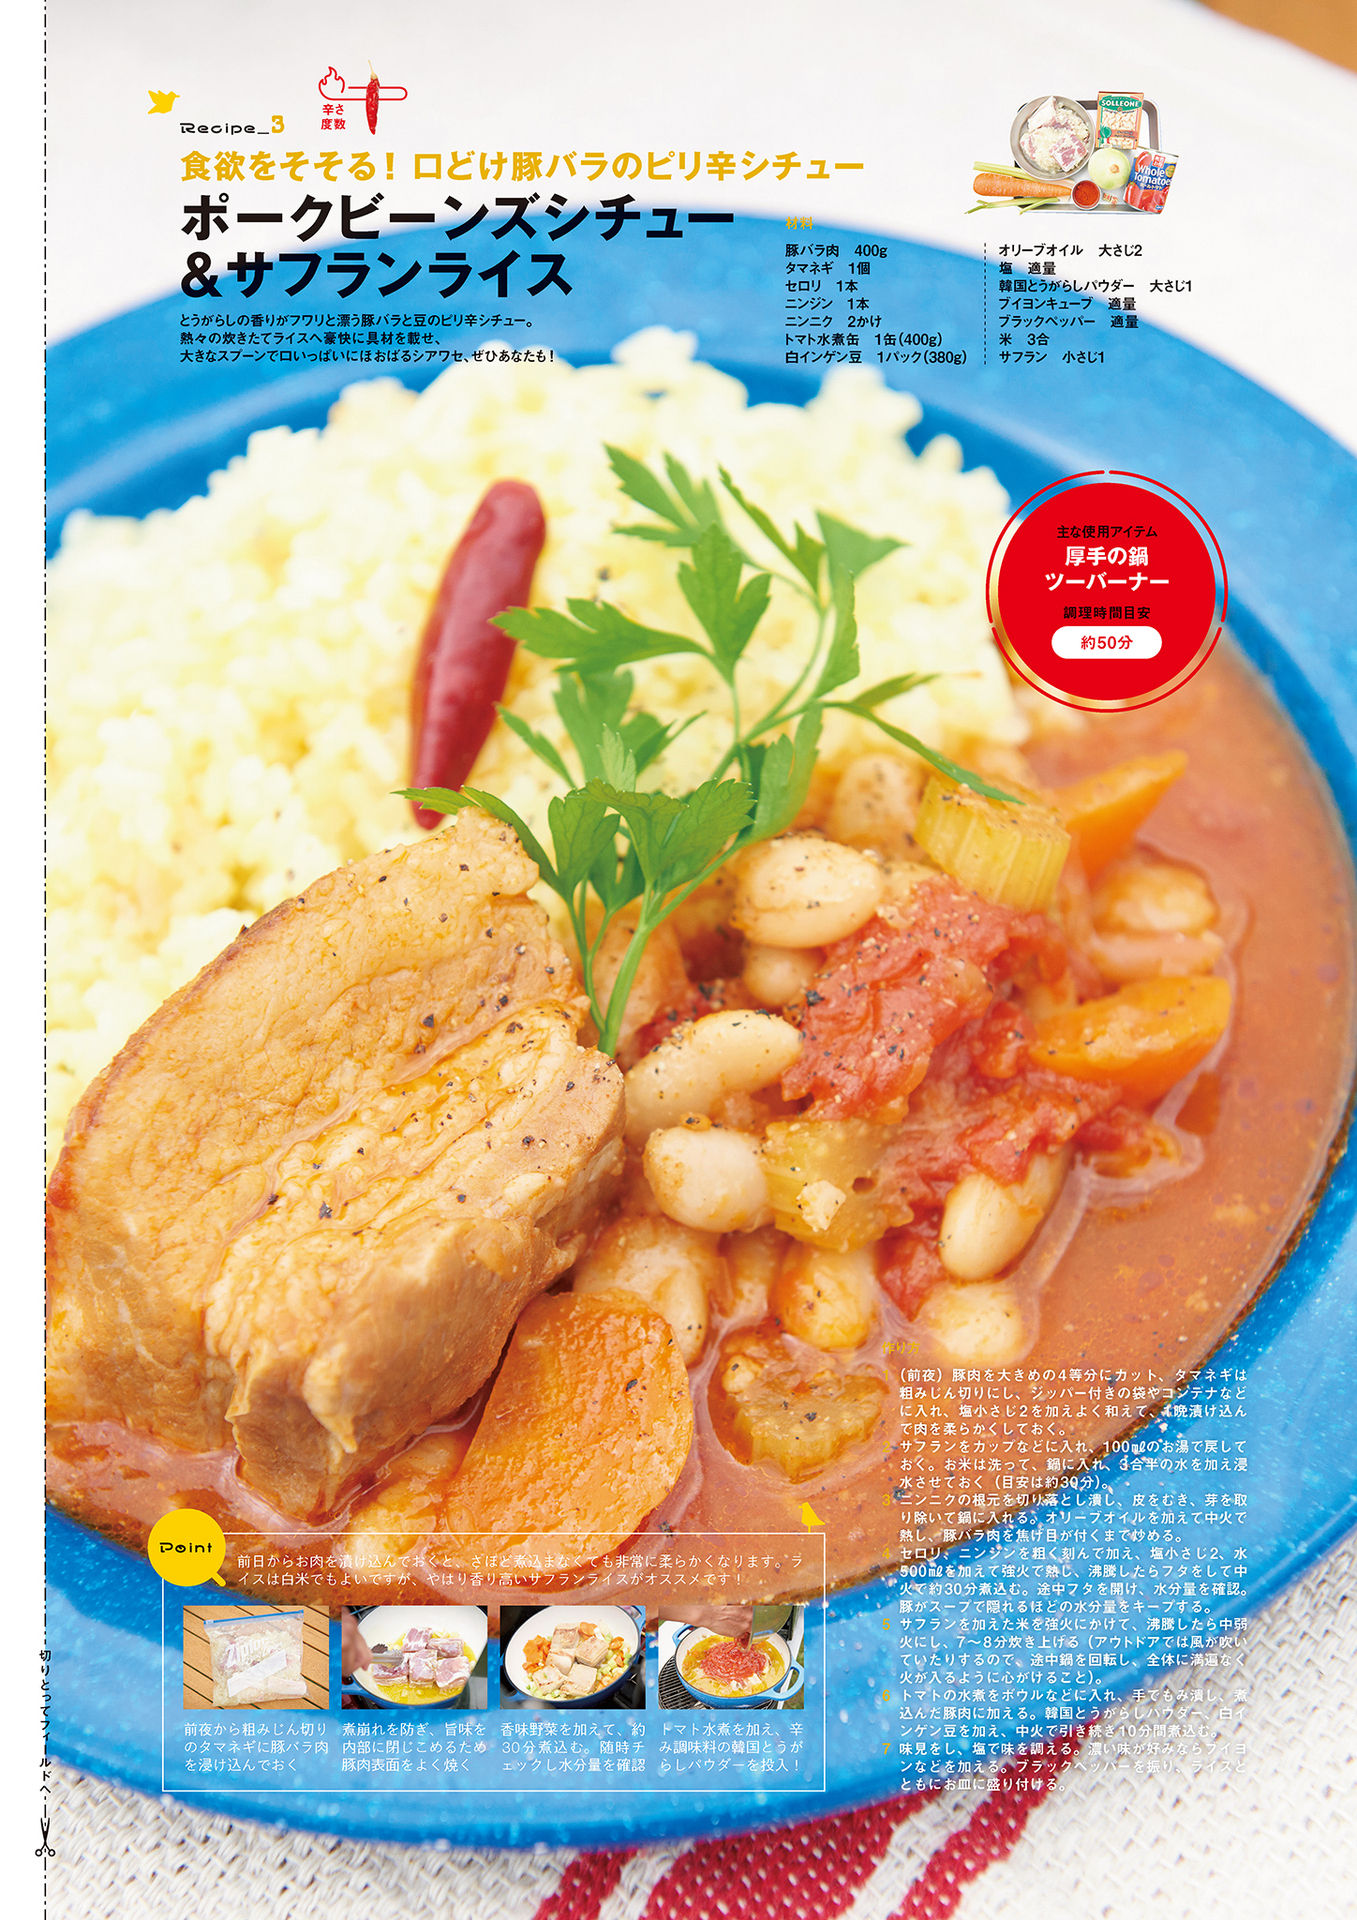 Recipe_3
辛さ
度数
食欲をそそる！口どけ豚バラのピリ辛シチュー
ポークビーンズシチュー
&サフランライス
とうがらしの香りがフワリと漂う豚バラと豆のピリ辛シチュー。
熱々の炊きたてライスへ豪快に具材を載せ、
大きなスプーンで口いっぱいにほおばるシアワセ、ぜひあなたも！
SOLLEONE
Whole
Tomatoes
材料
豚バラ肉　400g
タマネギ　1個
セロリ　1本
ニンジン　1本
ニンニク　2かけ
トマト水煮缶　1缶（400g）
白インゲン豆　1パック（380g）
オリーブオイル　大さじ2
塩　適量
韓国とうがらしパウダー　大さじ1
ブイヨンキューブ　適量
ブラックペッパー　適量
米　3合
サフラン　小さじ1
主な使用アイテム
厚手の鍋
ツーバーナー
調理時間目安
約50分
作り方
1（前夜）豚肉を大きめの4等分にカット、タマネギは
粗みじん切りにし、ジッパー付きの袋やコンテナなど
に入れ、塩小さじ2を加えよく和えて、1晩漬け込ん
で肉を柔らかくしておく。
2 サフランをカップなどに入れ、100㎖のお湯で戻して
おく。お米は洗って、鍋に入れ、3合半の水を加え浸
水させておく（目安は約30分）。
3 ニンニクの根元を切り落とし潰し、皮をむき、芽を取
り除いて鍋に入れる。オリーブオイルを加えて中火で
熱し、豚バラ肉を焦げ目が付くまで炒める。
4 セロリ、ニンジンを粗く刻んで加え、塩小さじ2、水
500㎖を加えて強火で熱し、沸騰したらフタをして中
火で約30分煮込む。途中フタを開け、水分量を確認。
豚がスープで隠れるほどの水分量をキープする。
5 サフランを加えた米を強火にかけて、沸騰したら中弱
火にし、7〜8分炊き上げる（アウトドアでは風が吹い
ていたりするので、途中鍋を回転し、全体に満遍なく
火が入るように心がけること）。
6 トマトの水煮をボウルなどに入れ、手でもみ潰し、煮
込んだ豚肉に加える。韓国とうがらしパウダー、白イ
ンゲン豆を加え、中火で引き続き10分間煮込む。
7 味見をし、塩で味を調える。濃い味が好みならブイヨ
ンなどを加える。ブラックペッパーを振り、ライスと
ともにお皿に盛り付ける。
Point
前日からお肉を漬け込んでおくと、さほど煮込まなくても非常に柔らかくなります。ラ
イスは白米でもよいですが、やはり香り高いサフランライスがオススメです！
Ziploc
前夜から粗みじん切り
のタマネギに豚バラ肉
を浸け込んでおく
煮崩れを防ぎ、旨味を
内部に閉じこめるため
豚肉表面をよく焼く
香味野菜を加えて、約
30分煮込む。随時チ
ェックし水分量を確認
トマト水煮を加え、辛
み調味料の韓国とうが
らしパウダーを投入！
切りとってフィールドへ